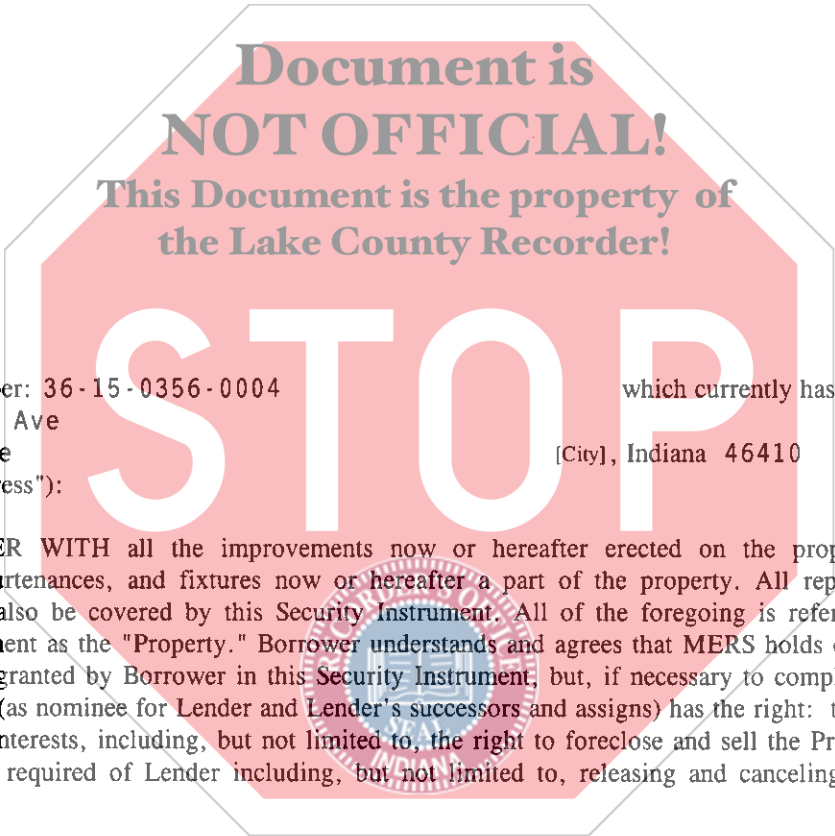 Document is
NOT OFFICIAL!
This Document is the property of
the Lake County Recorder!
STOP
er: 36-15-0356-0004 which currently has
Ave
e [City], Indiana 46410
ress"):
ER WITH all the improvements now or hereafter erected on the prop
urtenances, and fixtures now or hereafter a part of the property. All rep
also be covered by this Security Instrument. All of the foregoing is refer
ent as the "Property." Borrower understands and agrees that MERS holds
granted by Borrower in this Security Instrument, but, if necessary to compl
(as nominee for Lender and Lender's successors and assigns) has the right: t
nterests, including, but not limited to, the right to foreclose and sell the Pr
required of Lender including, but not limited to, releasing and canceling
RECORDER'S OFFICE
SEAL
INDIANA